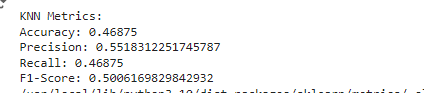 KNN Metrics:
Accuracy: 0.46875
Precision: 0.5518312251745787
Recall: 0.46875
F1-Score: 0.5006169829842932